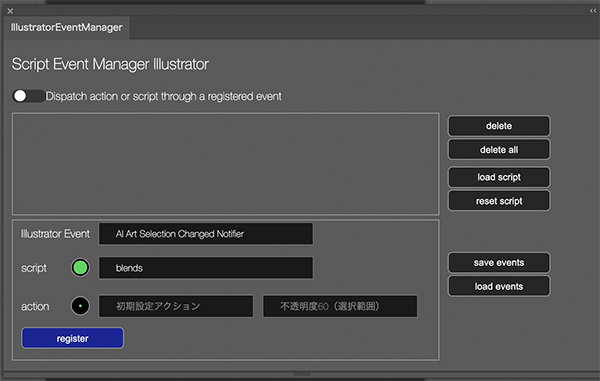 IllustratorEventManager
Script Event Manager Illustrator
Dispatch action or script through a registered event
delete
delete all
load script
reset script
Illustrator Event AI Art Selection Changed Notifier
script blends
save events
load events
action 初期設定アクション 不透明度60（選択範囲）
register